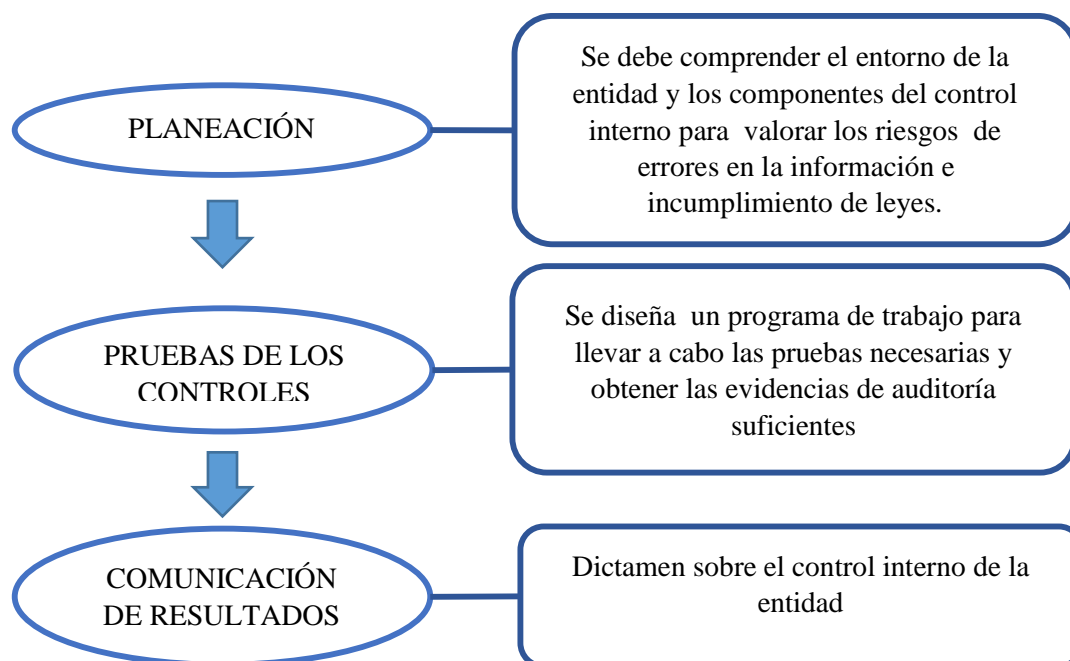 PLANEACIÓN
Se debe comprender el entorno de la
entidad y los componentes del control
interno para valorar los riesgos de
errores en la información e
incumplimiento de leyes.
PRUEBAS DE LOS
CONTROLES
Se diseña un programa de trabajo para
llevar a cabo las pruebas necesarias y
obtener las evidencias de auditoría
suficientes
COMUNICACIÓN
DE RESULTADOS
Dictamen sobre el control interno de la
entidad